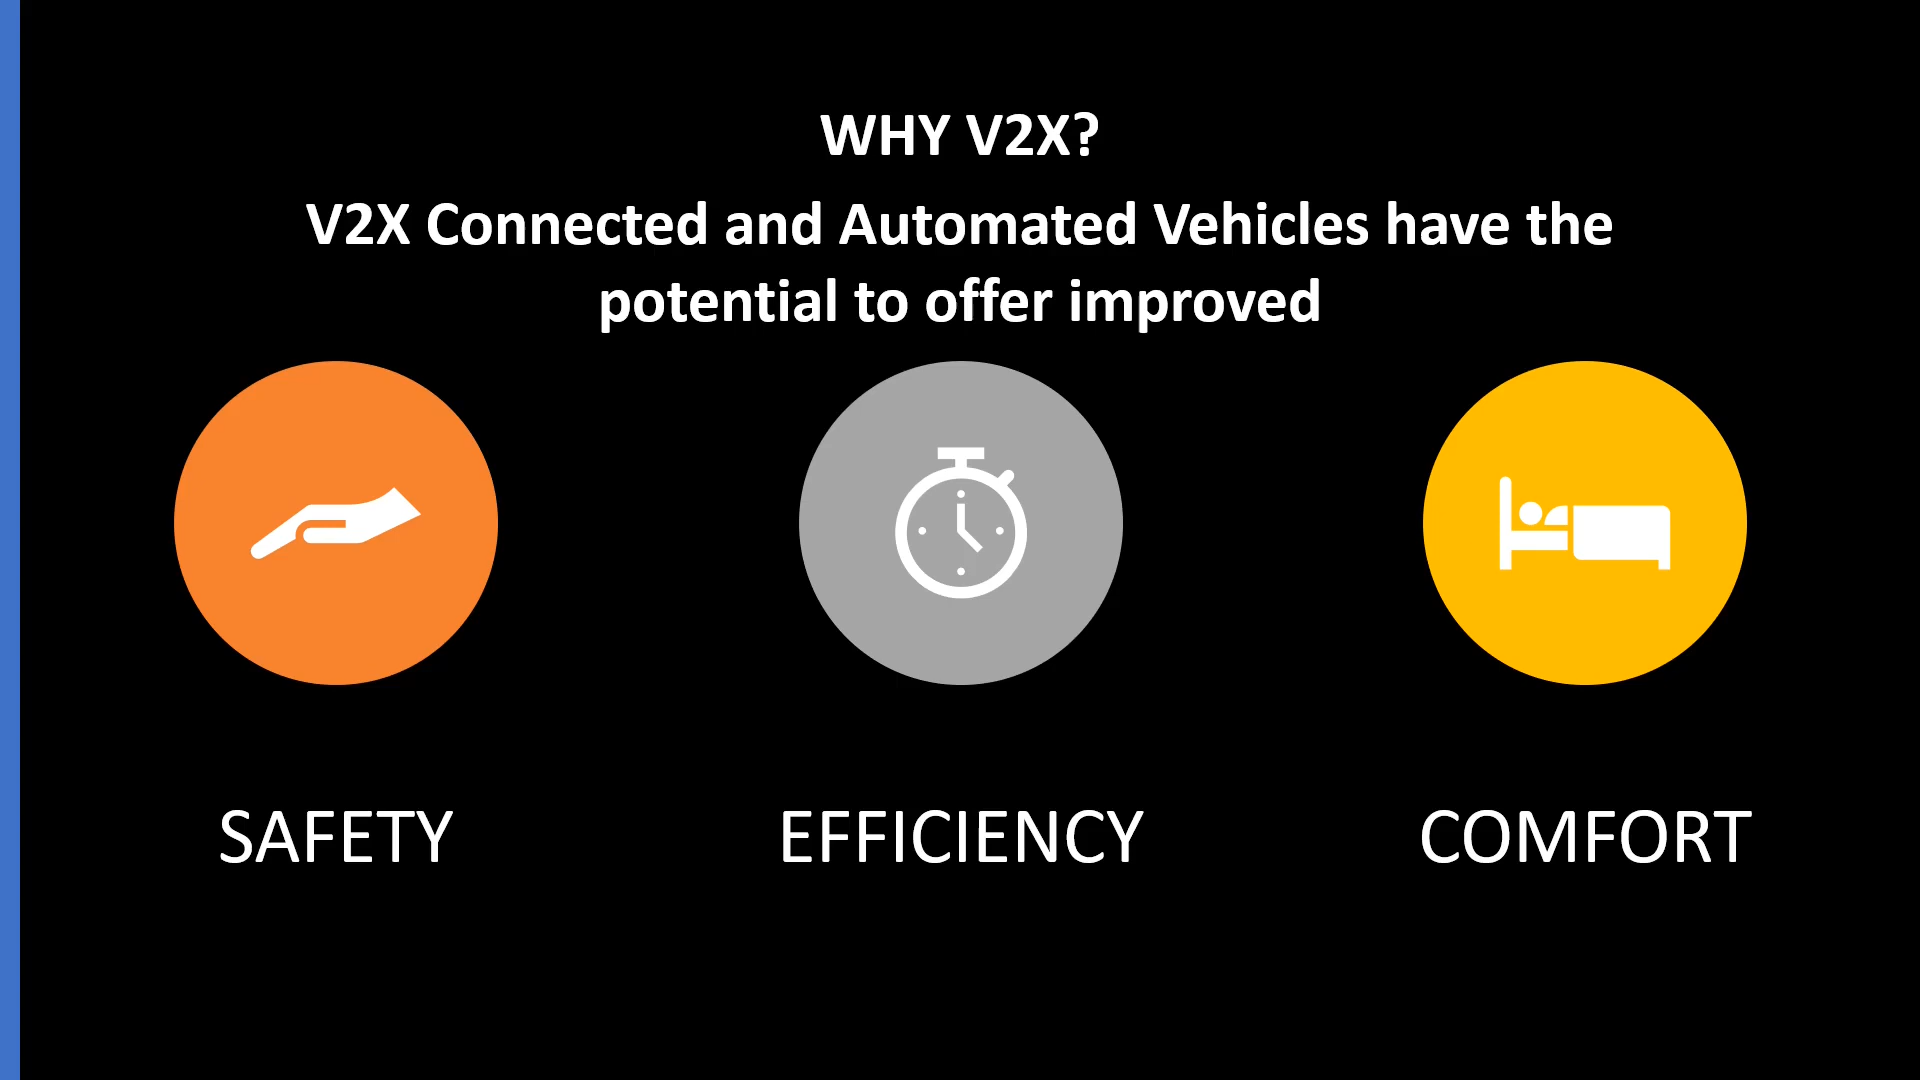 WHY V2X?
V2X Connected and Automated Vehicles have the
potential to offer improved
SAFETY
EFFICIENCY
COMFORT